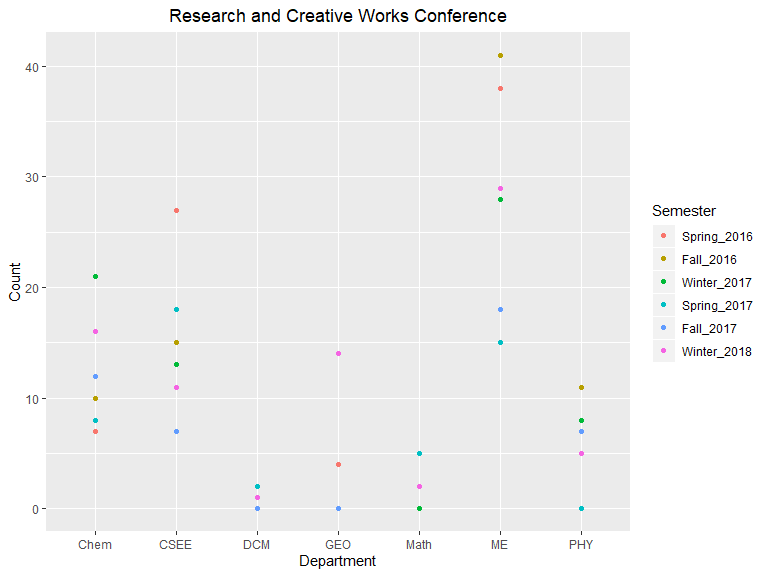 Research and Creative Works Conference
40
30
20
10
0
Count
Chem CSEE DCM GEO Math ME PHY
Department
Semester
Spring_2016
Fall_2016
Winter_2017
Spring_2017
Fall_2017
Winter_2018